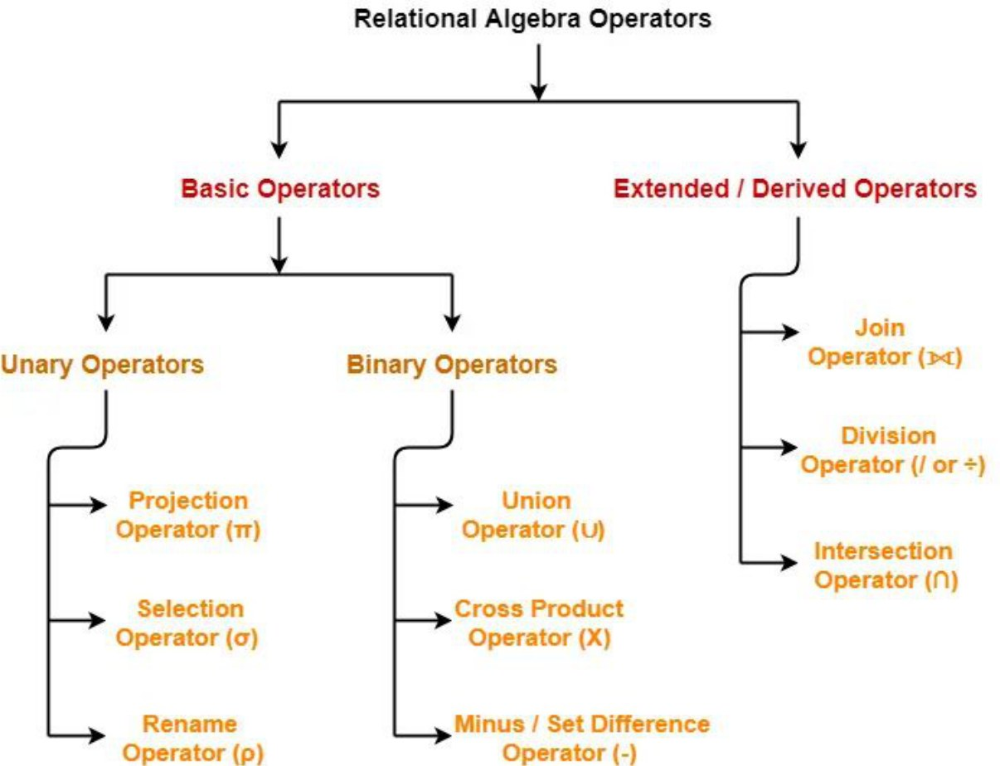 Relational Algebra Operators
Basic Operators
Extended / Derived Operators
Unary Operators
Binary Operators
Projection
Operator (π)
Selection
Operator (σ)
Rename
Operator (ρ)
Union
Operator (∪)
Cross Product
Operator (X)
Minus / Set Difference
Operator (-)
Join
Operator (⋈)
Division
Operator (/ or ÷)
Intersection
Operator (∩)